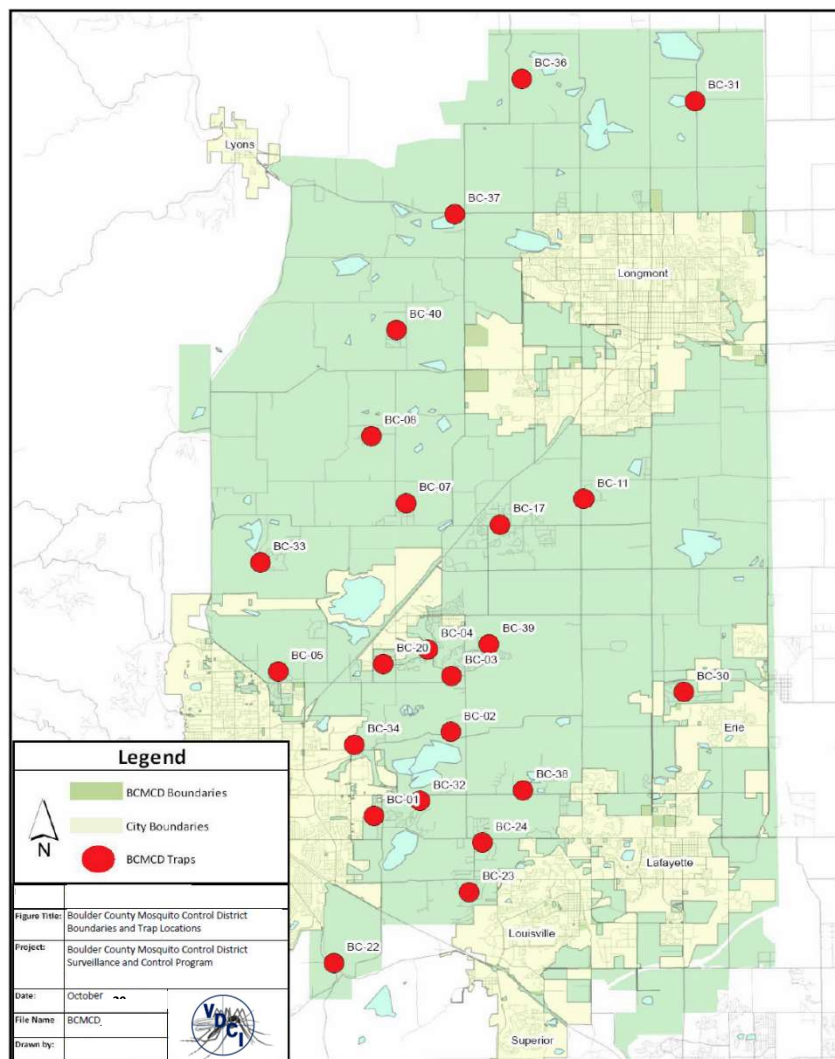 BC-36
BC-31
Lyons
BC-37
Longmont
BC-40
BC-08
BC-07
BC-11
BC-17
BC-33
BC-39
BC-04
BC-20
BC-03
BC-05
BC-30
BC-02
Erie
BC-34
BC-38
BC-32
BC-01
BC-24
Lafayette
BC-23
Louisville
BC-22
Superior
Legend
BCMCD Boundaries
City Boundaries
BCMCD Traps
N
Figure Title: Boulder County Mosquito Control District
Boundaries and Trap Locations
Project: Boulder County Mosquito Control District
Surveillance and Control Program
Date: October
File Name BCMCD
Drawn by:
VDCI